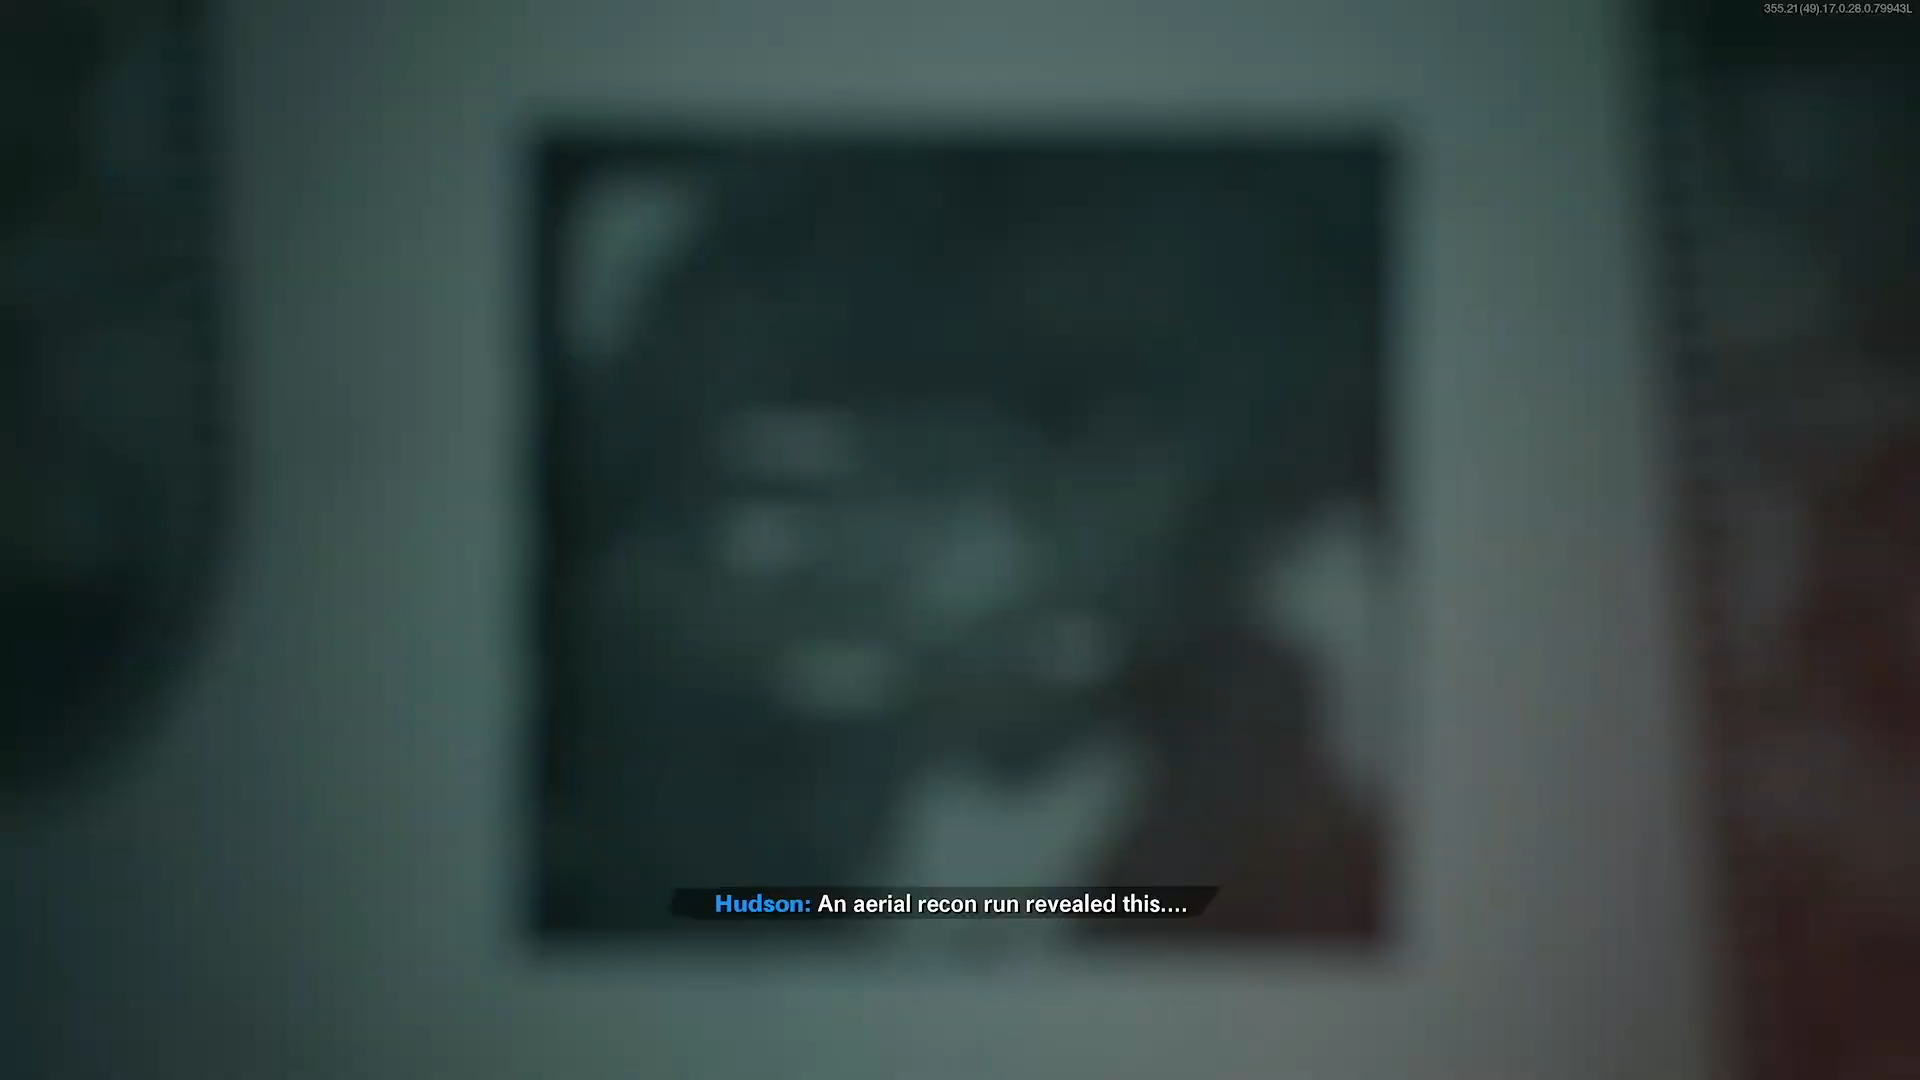 355.21(49).17.0.28.0.79943L
Hudson: An aerial recon run revealed this....